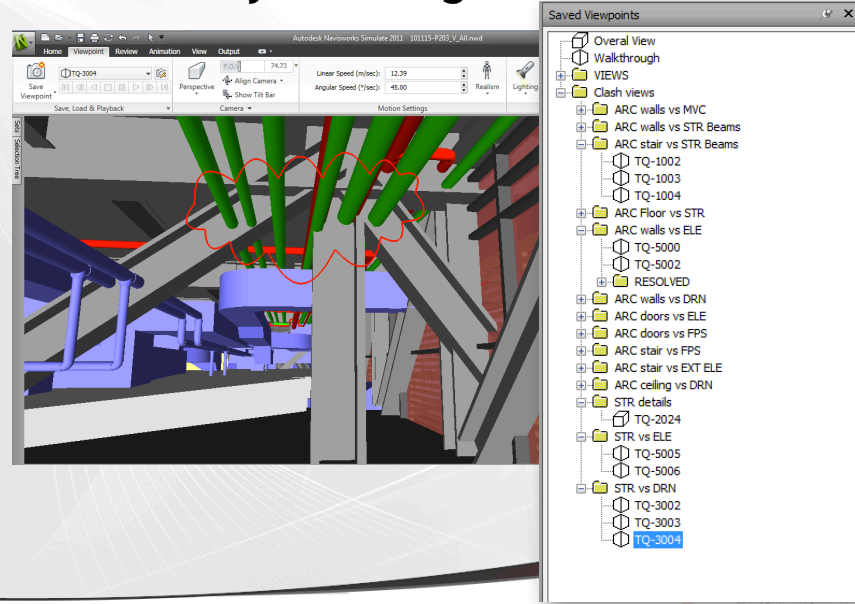 Autodesk Navisworks Simulate 2011 101115-P203_V_All.nwd
Home Viewpoint Review Animation View Output
Save Viewpoint
TQ-3004
Save, Load & Playback
Perspective
F.O.V. 74.73
Align Camera
Show Tilt Bar
Camera
Linear Speed (m/sec): 12.39
Angular Speed (°/sec): 45.00
Motion Settings
Realism
Lighting
Sets
Selection Tree
Saved Viewpoints
Overal View
Walkthrough
VIEWS
Clash views
ARC walls vs MVC
ARC walls vs STR Beams
ARC stair vs STR Beams
TQ-1002
TQ-1003
TQ-1004
ARC Floor vs STR
ARC walls vs ELE
TQ-5000
TQ-5002
RESOLVED
ARC walls vs DRN
ARC doors vs ELE
ARC doors vs FPS
ARC stair vs FPS
ARC stair vs EXT ELE
ARC ceiling vs DRN
STR details
TQ-2024
STR vs ELE
TQ-5005
TQ-5006
STR vs DRN
TQ-3002
TQ-3003
TQ-3004